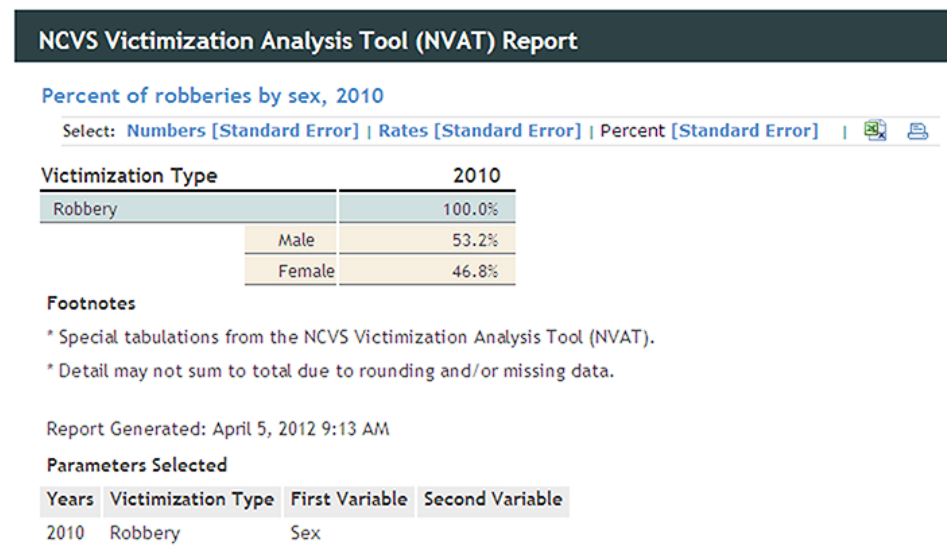 NCVS Victimization Analysis Tool (NVAT) Report
Percent of robberies by sex, 2010
Select: Numbers [Standard Error] | Rates [Standard Error] | Percent [Standard Error] |
Victimization Type 2010
Robbery 100.0%
Male 53.2%
Female 46.8%
Footnotes
* Special tabulations from the NCVS Victimization Analysis Tool (NVAT).
* Detail may not sum to total due to rounding and/or missing data.
Report Generated: April 5, 2012 9:13 AM
Parameters Selected
Years Victimization Type First Variable Second Variable
2010 Robbery Sex